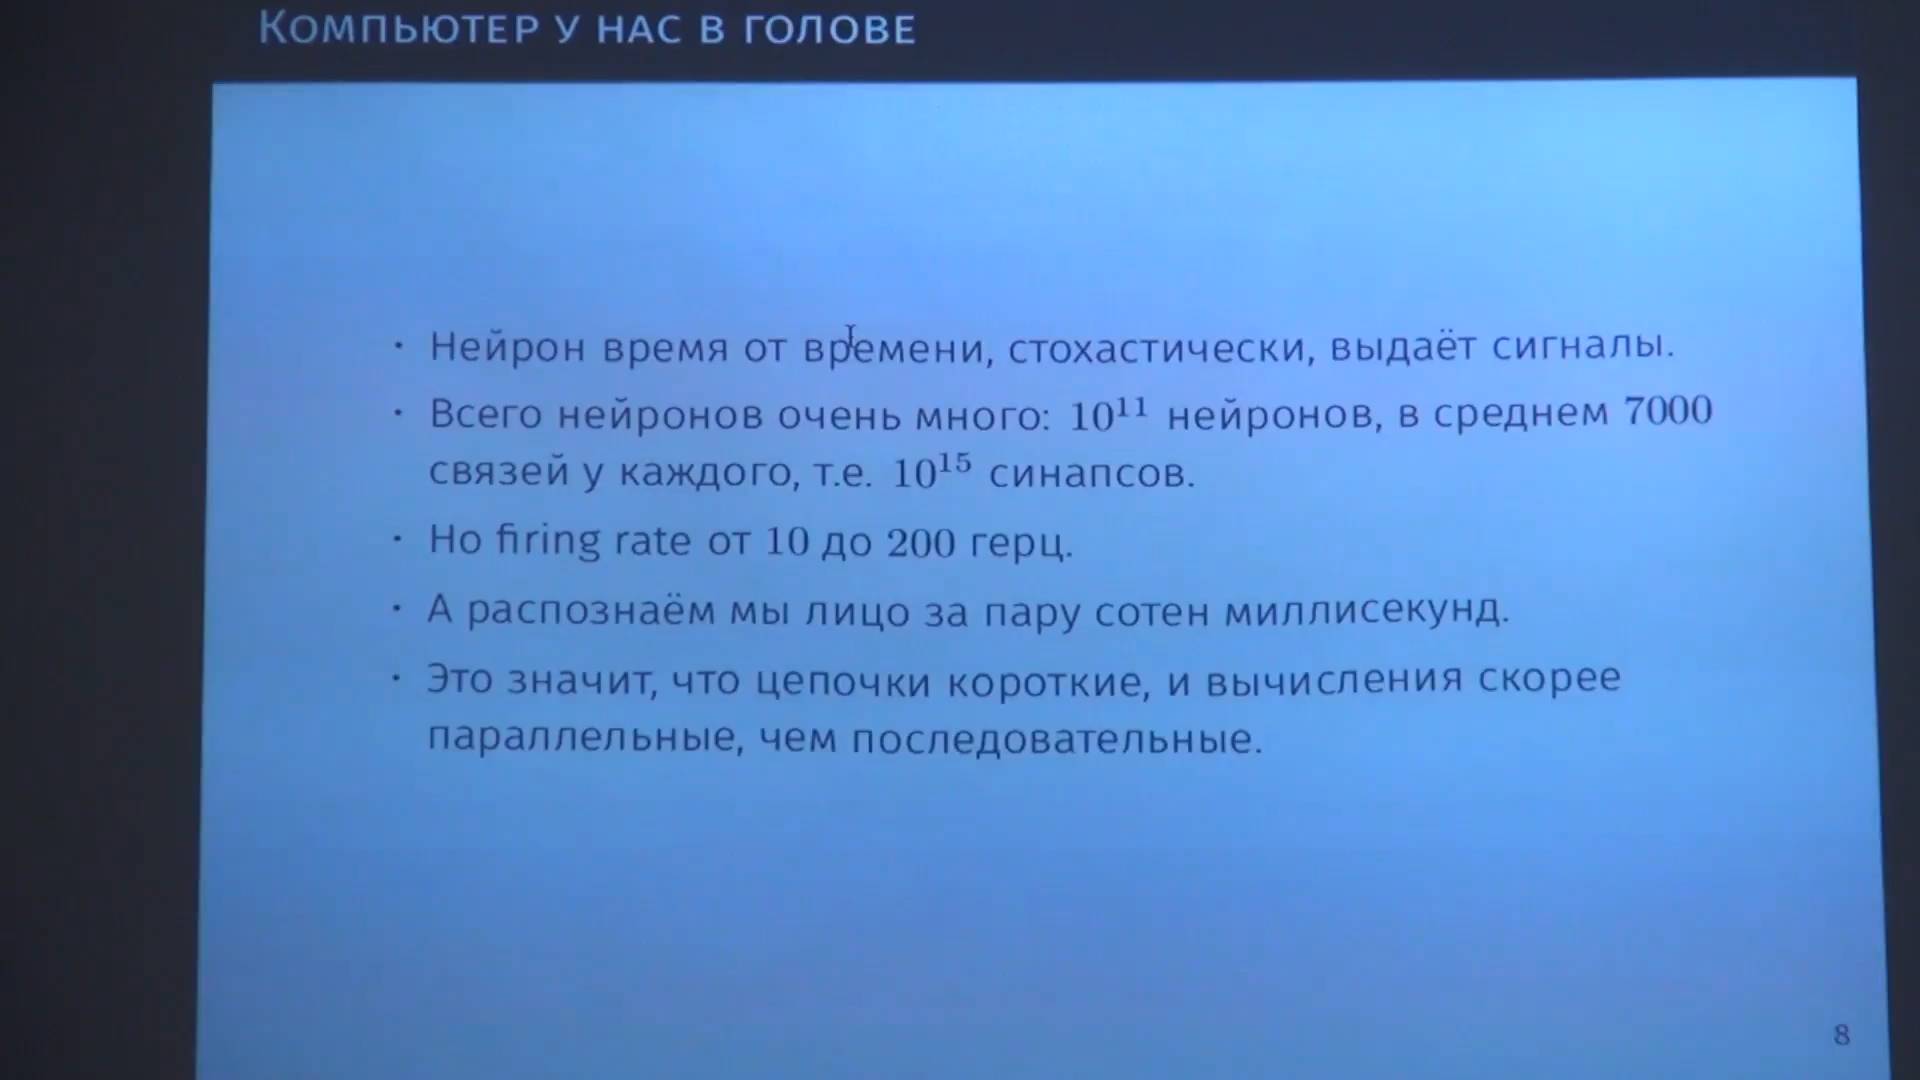 Компьютер у нас в голове
· Нейрон время от времени, стохастически, выдаёт сигналы.
· Всего нейронов очень много: 10¹¹ нейронов, в среднем 7000
связей у каждого, т.е. 10¹⁵ синапсов.
· Но firing rate от 10 до 200 герц.
· А распознаём мы лицо за пару сотен миллисекунд.
· Это значит, что цепочки короткие, и вычисления скорее
параллельные, чем последовательные.
8